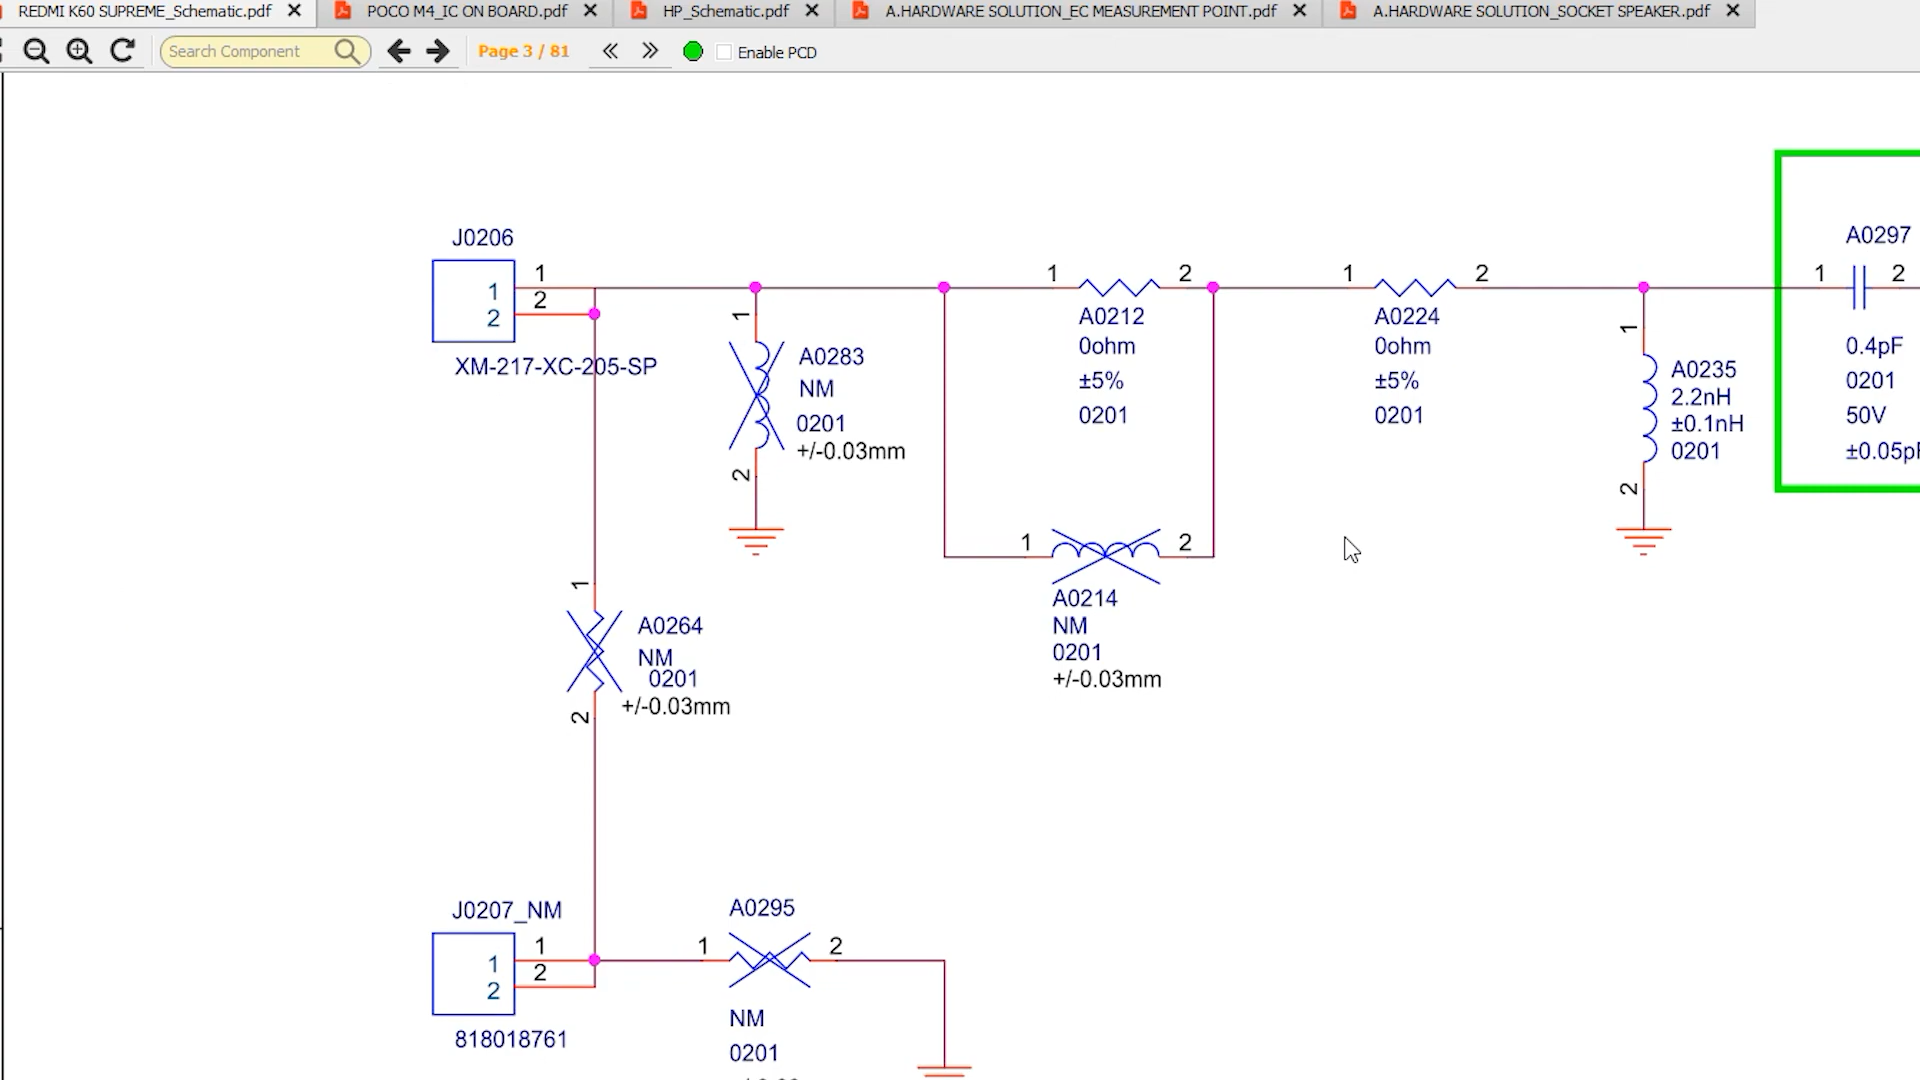 REDMI K60 SUPREME_Schematic.pdf
POCO M4_IC ON BOARD.pdf
HP_Schematic.pdf
A.HARDWARE SOLUTION_EC MEASUREMENT POINT.pdf
A.HARDWARE SOLUTION_SOCKET SPEAKER.pdf
Search Component
Page 3 / 81
Enable PCD
J0206
1
2
1
2
XM-217-XC-205-SP
1
A0283
NM
0201
+/-0.03mm
2
1
2
A0212
0ohm
±5%
0201
1
2
A0224
0ohm
±5%
0201
1
A0235
2.2nH
±0.1nH
0201
2
A0297
1
2
0.4pF
0201
50V
1
2
A0214
NM
0201
+/-0.03mm
1
A0264
NM
0201
+/-0.03mm
2
J0207_NM
1
2
1
2
818018761
A0295
1
2
NM
0201